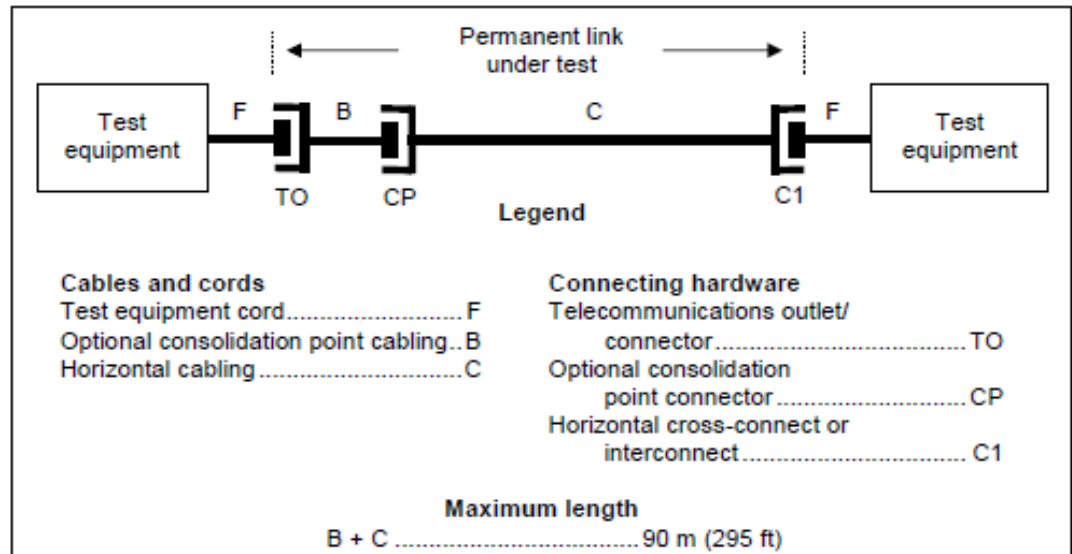 Permanent link
under test
F
B
C
F
Test
equipment
Test
equipment
TO
CP
C1
Legend
Cables and cords
Test equipment cord.......................... F
Optional consolidation point cabling.. B
Horizontal cabling .............................. C
Connecting hardware
Telecommunications outlet/
connector..................................... TO
Optional consolidation
point connector ............................ CP
Horizontal cross-connect or
interconnect................................. C1
Maximum length
B + C ................................... 90 m (295 ft)